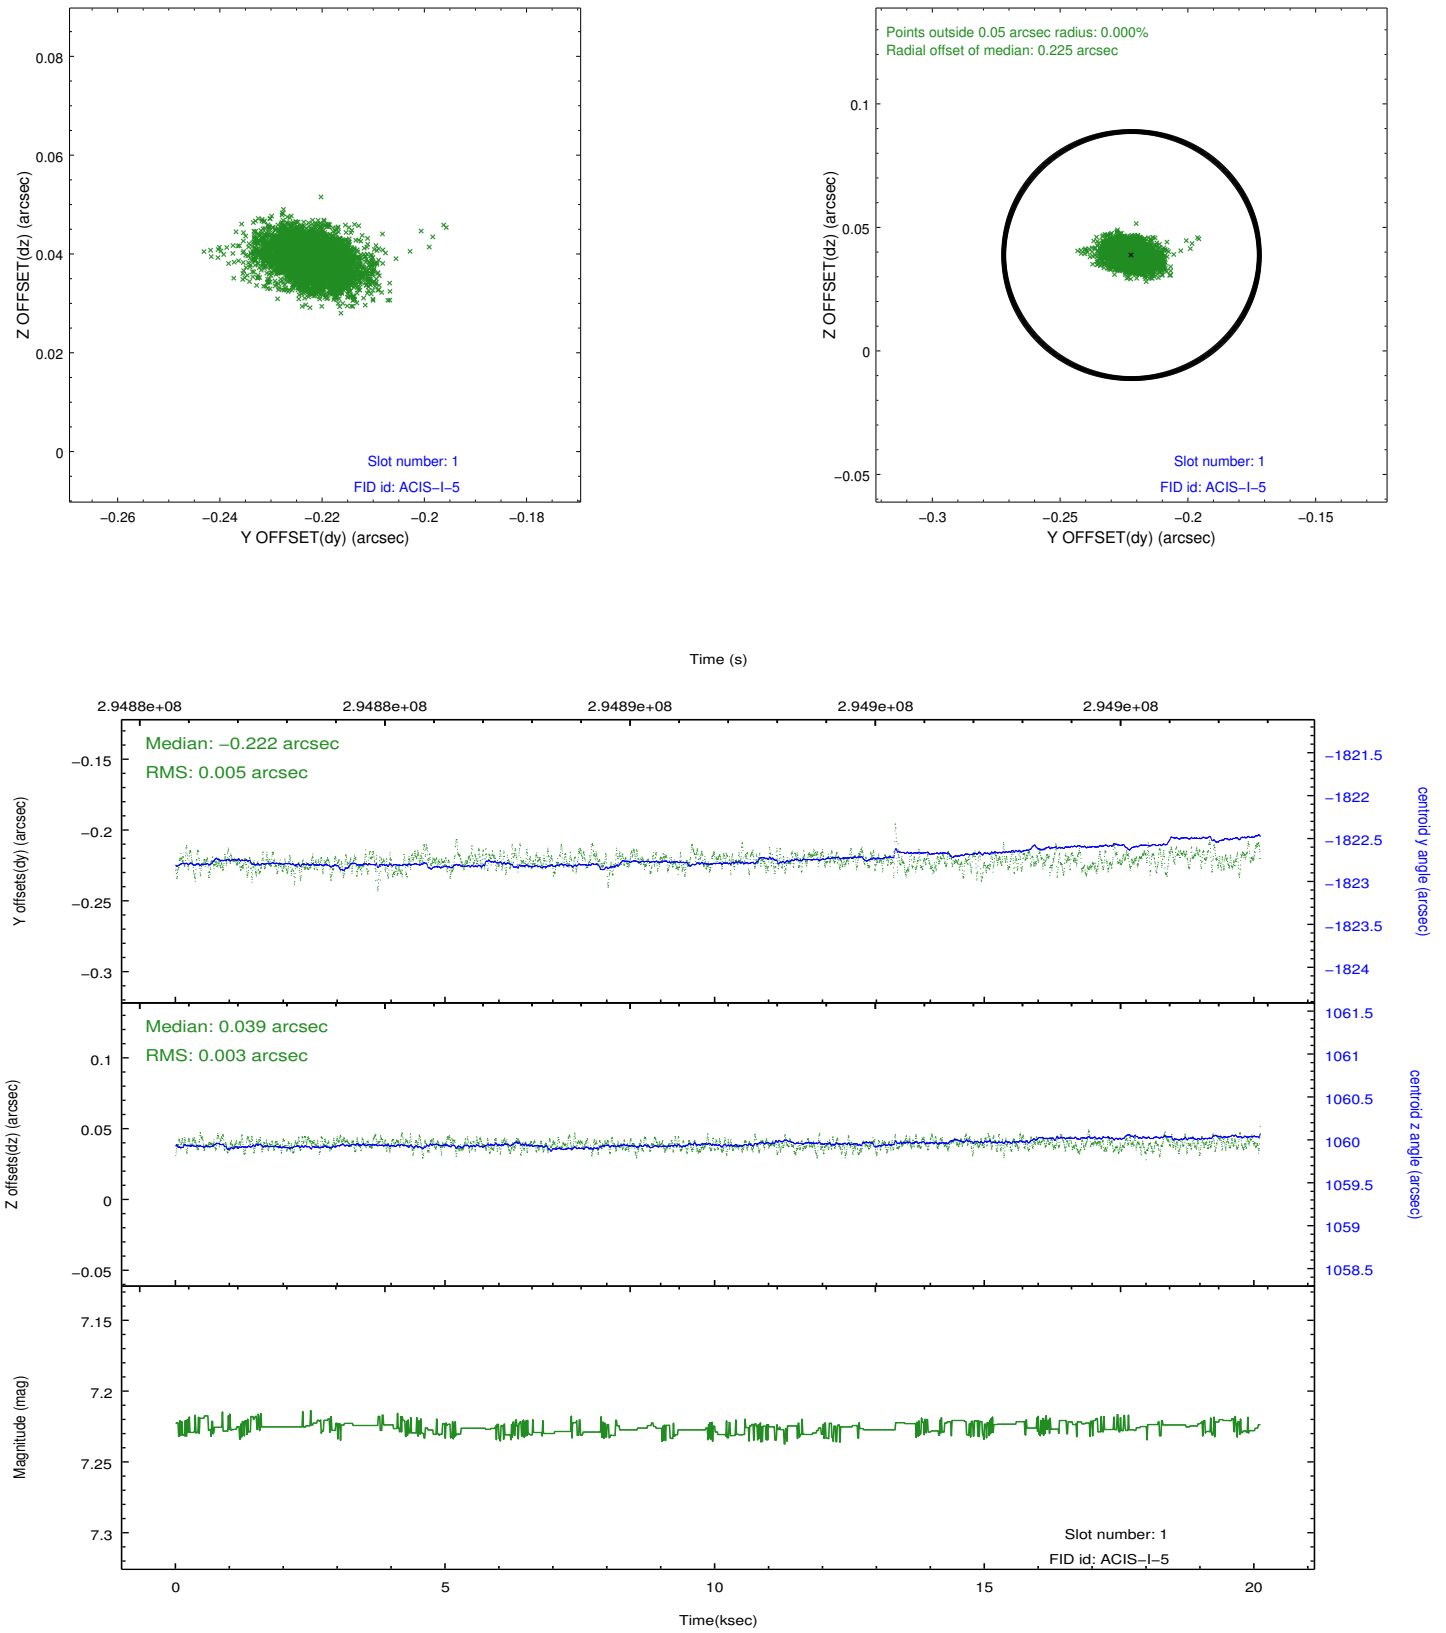 0.08
0.06
0.04
0.02
0
Z OFFSET(dz) (arcsec)
Slot number: 1
FID id: ACIS−I−5
−0.26
−0.24
−0.22
−0.2
−0.18
Y OFFSET(dy) (arcsec)
Points outside 0.05 arcsec radius: 0.000%
Radial offset of median: 0.225 arcsec
0.1
0.05
0
−0.05
Z OFFSET(dz) (arcsec)
Slot number: 1
FID id: ACIS−I−5
−0.3
−0.25
−0.2
−0.15
Y OFFSET(dy) (arcsec)
Time (s)
2.9488e+08
2.9488e+08
2.9489e+08
2.949e+08
2.949e+08
Median: −0.222 arcsec
RMS: 0.005 arcsec
−0.15
−0.2
−0.25
−0.3
Y offsets(dy) (arcsec)
−1821.5
−1822
−1822.5
−1823
−1823.5
−1824
centroid y angle (arcsec)
Median: 0.039 arcsec
RMS: 0.003 arcsec
0.1
0.05
0
−0.05
Z offsets(dz) (arcsec)
1061.5
1061
1060.5
1060
1059.5
1059
1058.5
centroid z angle (arcsec)
7.15
7.2
7.25
7.3
Magnitude (mag)
Slot number: 1
FID id: ACIS−I−5
0
5
10
15
20
Time(ksec)